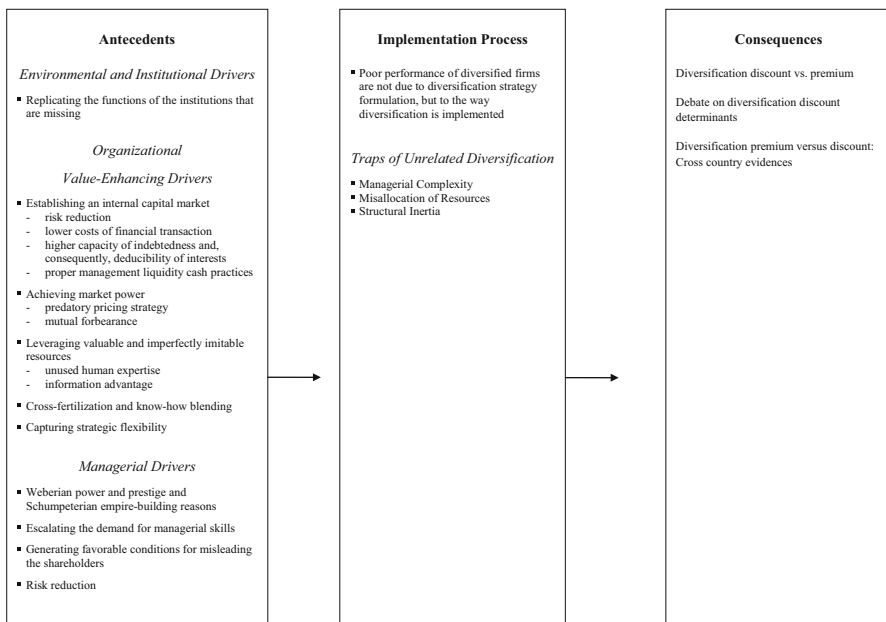 Antecedents
Environmental and Institutional Drivers
▪ Replicating the functions of the institutions that
are missing
Organizational
Value-Enhancing Drivers
▪ Establishing an internal capital market
- risk reduction
- lower costs of financial transaction
- higher capacity of indebtedness and,
consequently, deducibility of interests
- proper management liquidity cash practices
▪ Achieving market power
- predatory pricing strategy
- mutual forbearance
▪ Leveraging valuable and imperfectly imitable
resources
- unused human expertise
- information advantage
▪ Cross-fertilization and know-how blending
▪ Capturing strategic flexibility
Managerial Drivers
▪ Weberian power and prestige and
Schumpeterian empire-building reasons
▪ Escalating the demand for managerial skills
▪ Generating favorable conditions for misleading
the shareholders
▪ Risk reduction
Implementation Process
▪ Poor performance of diversified firms
are not due to diversification strategy
formulation, but to the way
diversification is implemented
Traps of Unrelated Diversification
▪ Managerial Complexity
▪ Misallocation of Resources
▪ Structural Inertia
Consequences
Diversification discount vs. premium
Debate on diversification discount
determinants
Diversification premium versus discount:
Cross country evidences